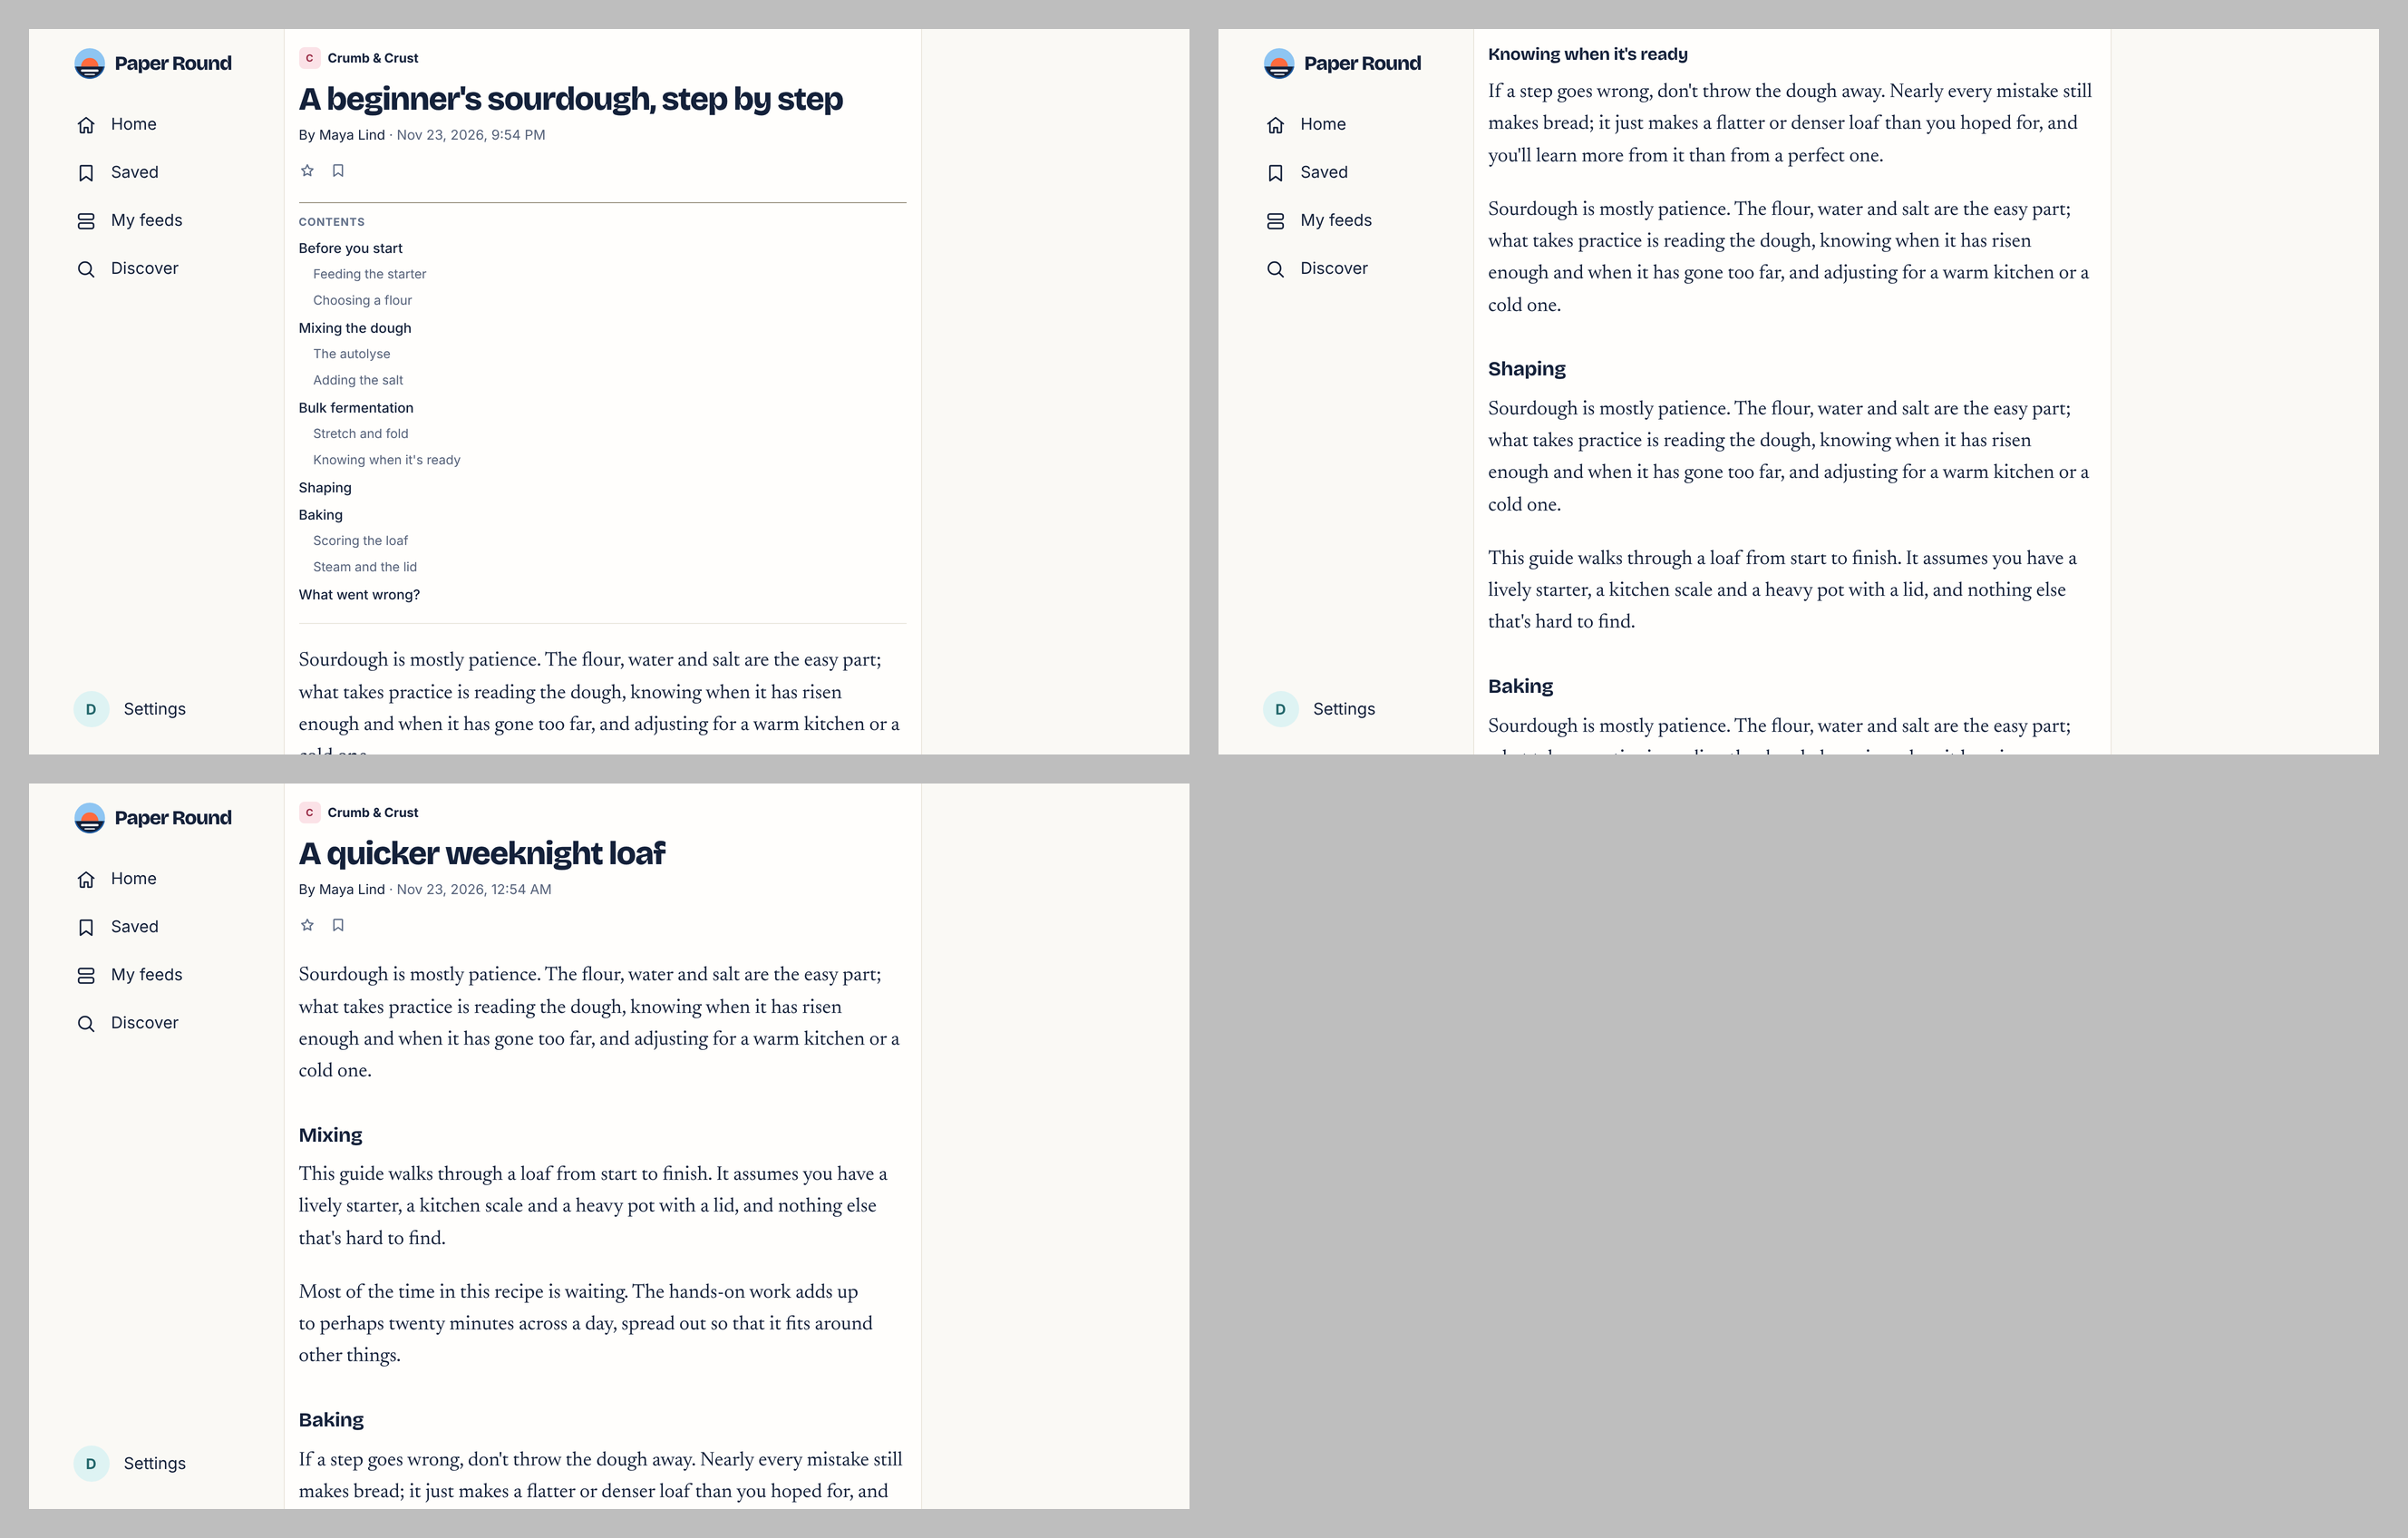 Paper Round
Home
Saved
My feeds
Discover
D
Settings
C
Crumb & Crust
A beginner's sourdough, step by step
By Maya Lind · Nov 23, 2026, 9:54 PM
CONTENTS
Before you start
Feeding the starter
Choosing a flour
Mixing the dough
The autolyse
Adding the salt
Bulk fermentation
Stretch and fold
Knowing when it's ready
Shaping
Baking
Scoring the loaf
Steam and the lid
What went wrong?
Sourdough is mostly patience. The flour, water and salt are the easy part;
what takes practice is reading the dough, knowing when it has risen
enough and when it has gone too far, and adjusting for a warm kitchen or a
cold one.
Paper Round
Home
Saved
My feeds
Discover
D
Settings
Knowing when it's ready
If a step goes wrong, don't throw the dough away. Nearly every mistake still
makes bread; it just makes a flatter or denser loaf than you hoped for, and
you'll learn more from it than from a perfect one.
Sourdough is mostly patience. The flour, water and salt are the easy part;
what takes practice is reading the dough, knowing when it has risen
enough and when it has gone too far, and adjusting for a warm kitchen or a
cold one.
Shaping
Sourdough is mostly patience. The flour, water and salt are the easy part;
what takes practice is reading the dough, knowing when it has risen
enough and when it has gone too far, and adjusting for a warm kitchen or a
cold one.
This guide walks through a loaf from start to finish. It assumes you have a
lively starter, a kitchen scale and a heavy pot with a lid, and nothing else
that's hard to find.
Baking
Sourdough is mostly patience. The flour, water and salt are the easy part;
Paper Round
Home
Saved
My feeds
Discover
D
Settings
C
Crumb & Crust
A quicker weeknight loaf
By Maya Lind · Nov 23, 2026, 12:54 AM
Sourdough is mostly patience. The flour, water and salt are the easy part;
what takes practice is reading the dough, knowing when it has risen
enough and when it has gone too far, and adjusting for a warm kitchen or a
cold one.
Mixing
This guide walks through a loaf from start to finish. It assumes you have a
lively starter, a kitchen scale and a heavy pot with a lid, and nothing else
that's hard to find.
Most of the time in this recipe is waiting. The hands-on work adds up
to perhaps twenty minutes across a day, spread out so that it fits around
other things.
Baking
If a step goes wrong, don't throw the dough away. Nearly every mistake still
makes bread; it just makes a flatter or denser loaf than you hoped for, and